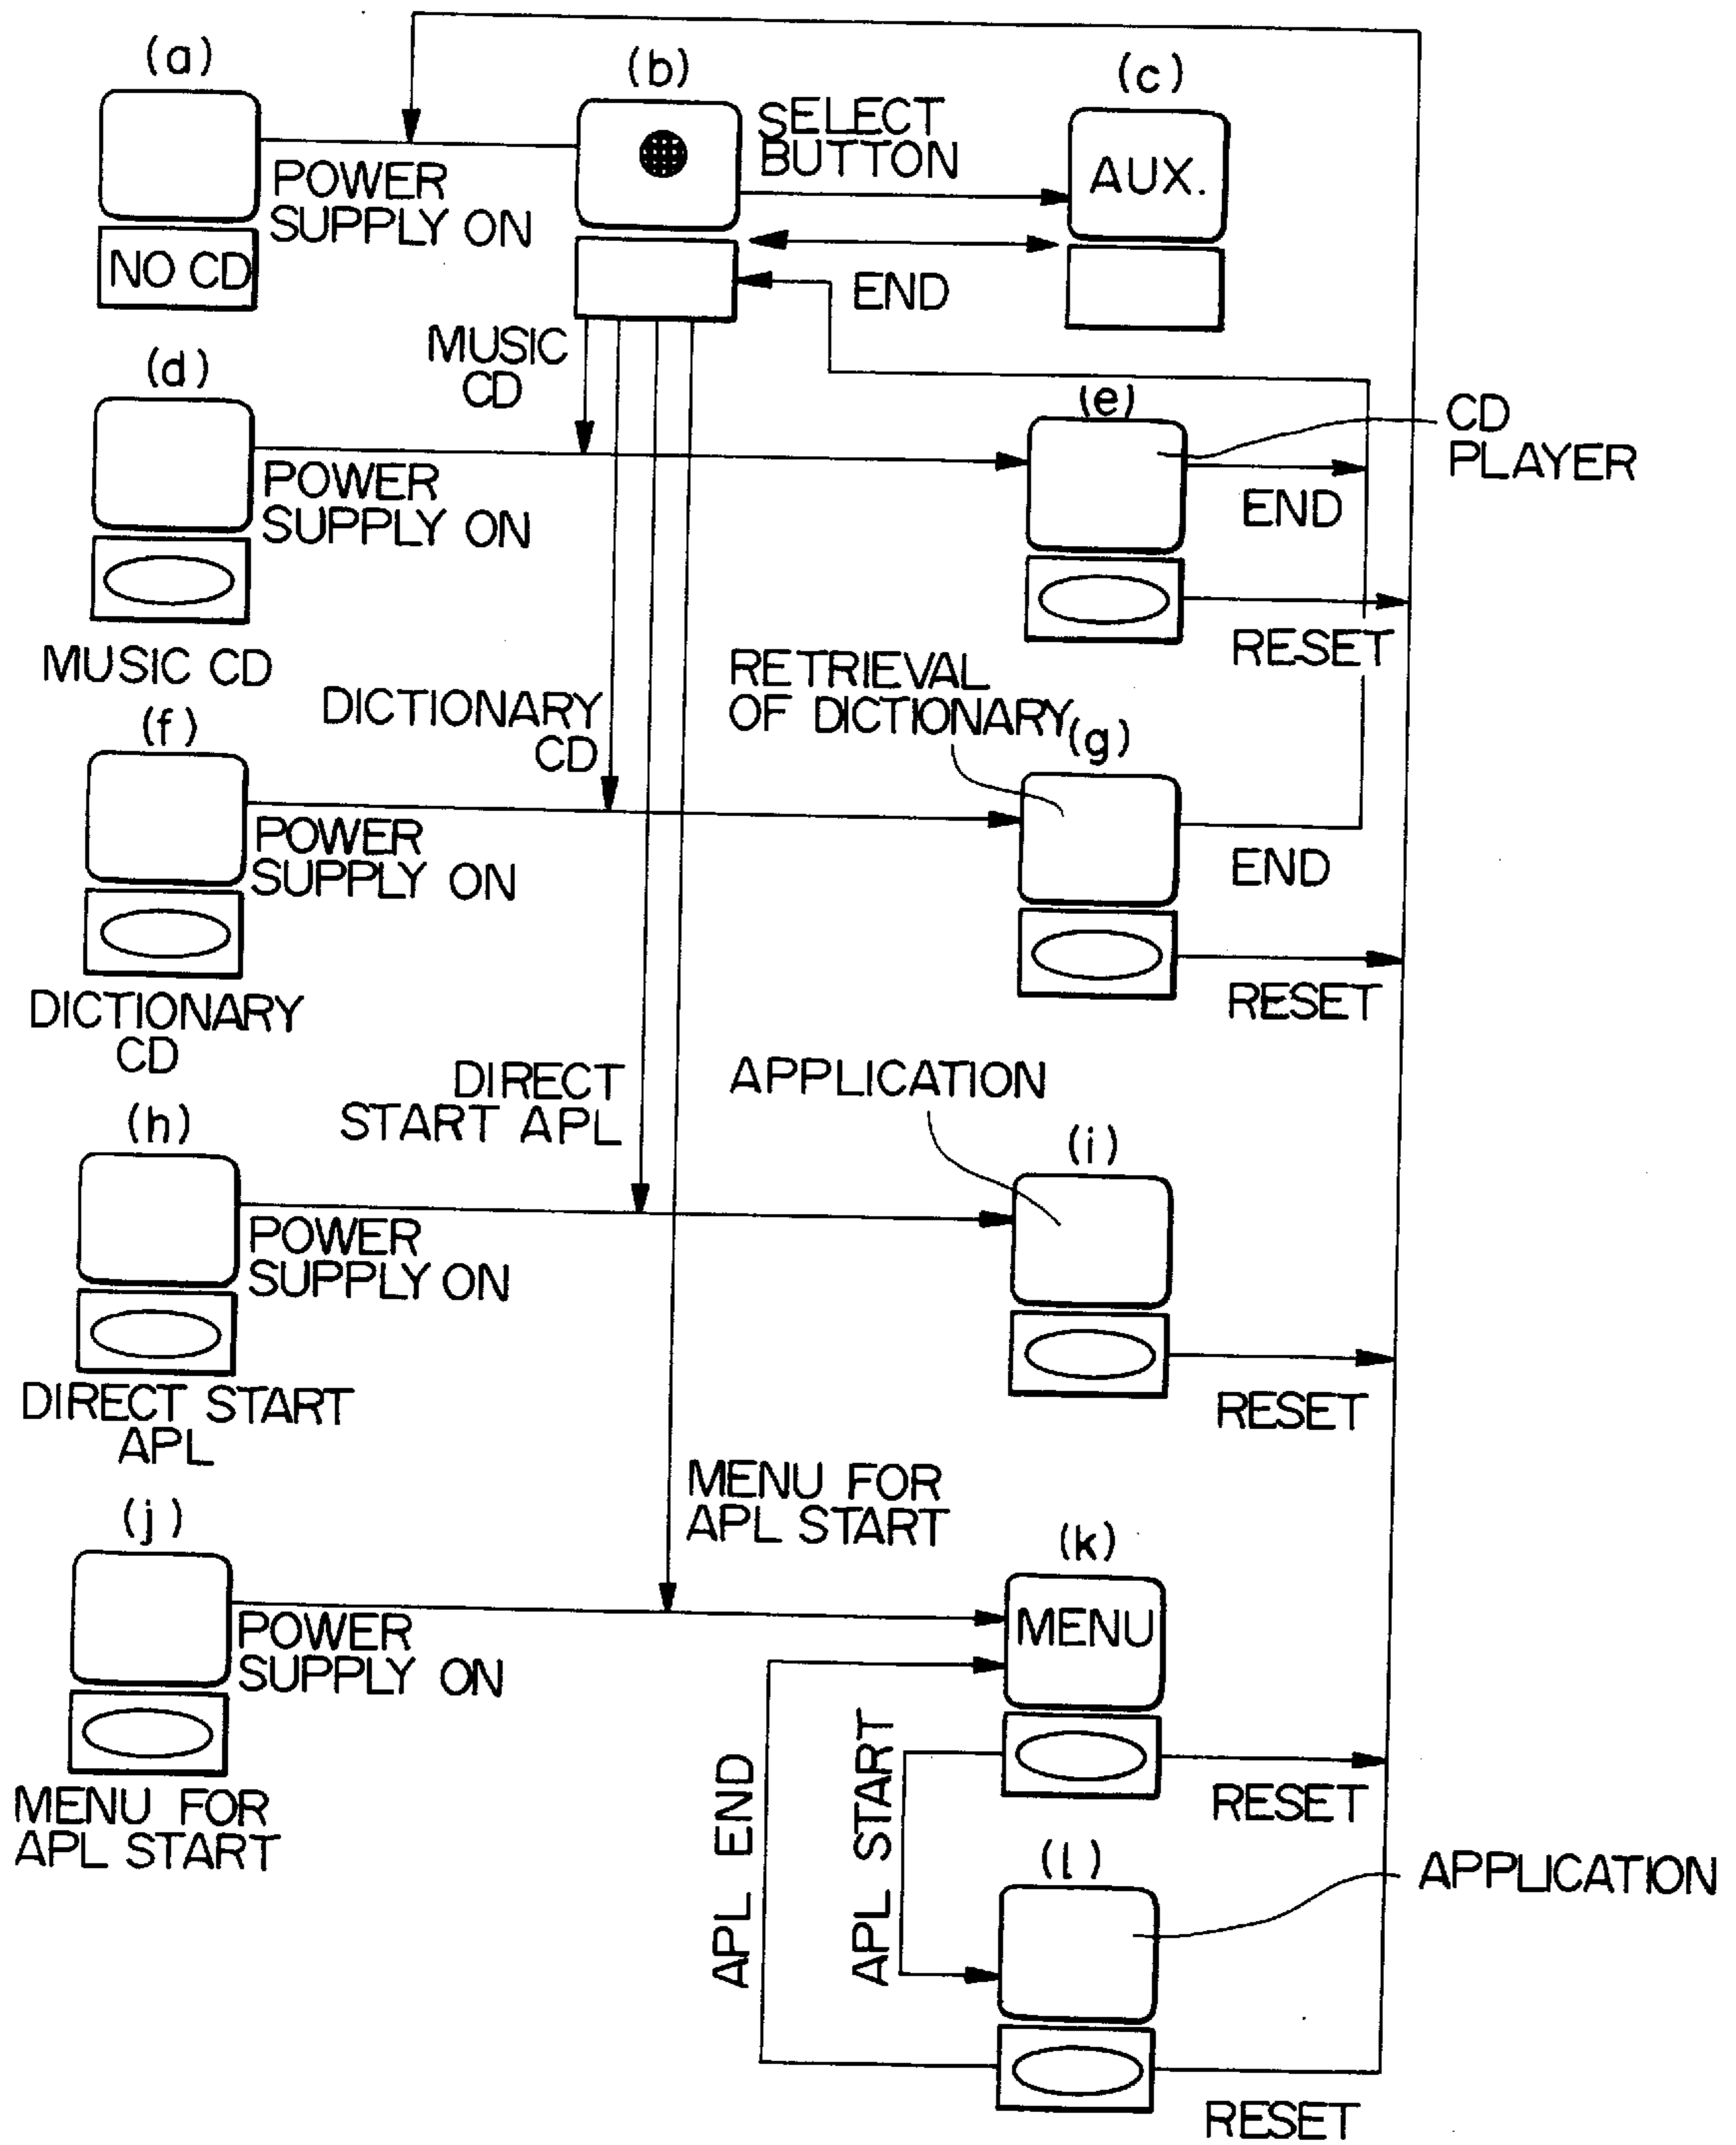 (a)
(b)
(c)
SELECT
BUTTON
AUX.
POWER
SUPPLY ON
NO CD
END
MUSIC
CD
(d)
(e)
CD
PLAYER
POWER
SUPPLY ON
END
RESET
MUSIC CD
RETRIEVAL
OF DICTIONARY
DICTIONARY
CD
(f)
(g)
POWER
SUPPLY ON
END
DICTIONARY
CD
RESET
DIRECT
START APL
APPLICATION
(h)
(i)
POWER
SUPPLY ON
DIRECT START
APL
RESET
MENU FOR
APL START
(j)
(k)
MENU
POWER
SUPPLY ON
APL END
APL START
MENU FOR
APL START
RESET
(l)
APPLICATION
RESET